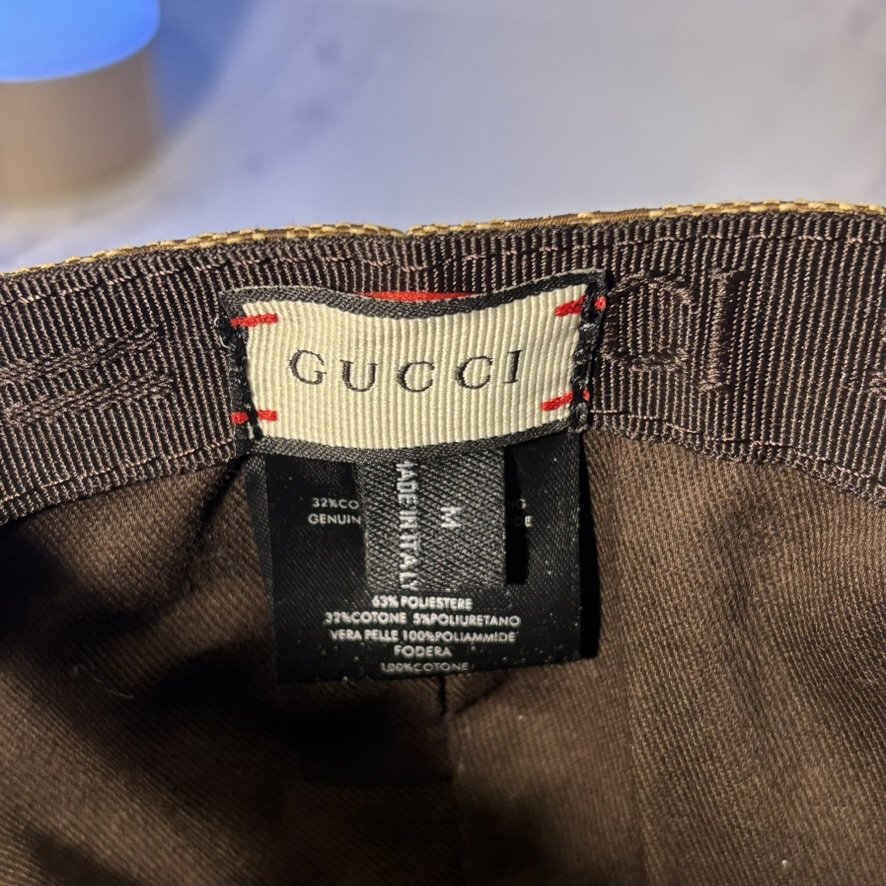 GUCCI
MADE IN ITALY
M
32%CO
GENUIN
63% POLIESTERE
32%COTONE 5%POLIURETANO
VERA PELLE 100%POLIAMMIDE
FODERA
100%COTONE